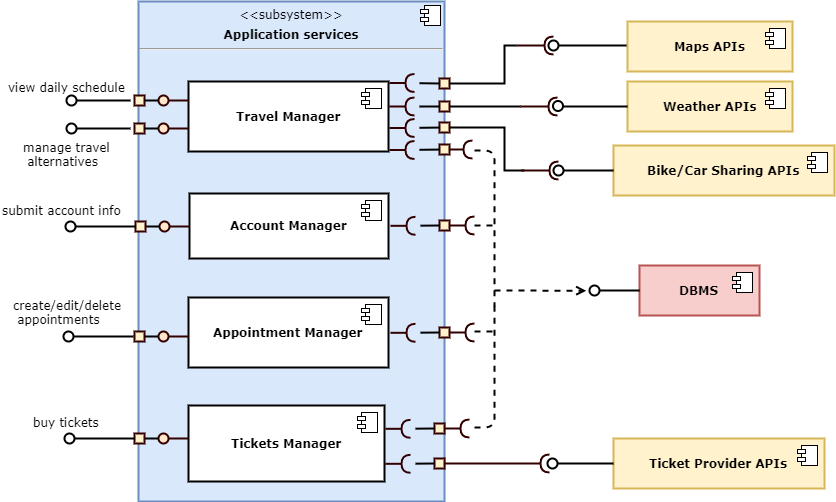 <<subsystem>>
Application services
Maps APIs
view daily schedule
Travel Manager
Weather APIs
manage travel
alternatives
Bike/Car Sharing APIs
submit account info
Account Manager
DBMS
create/edit/delete
appointments
Appointment Manager
buy tickets
Tickets Manager
Ticket Provider APIs